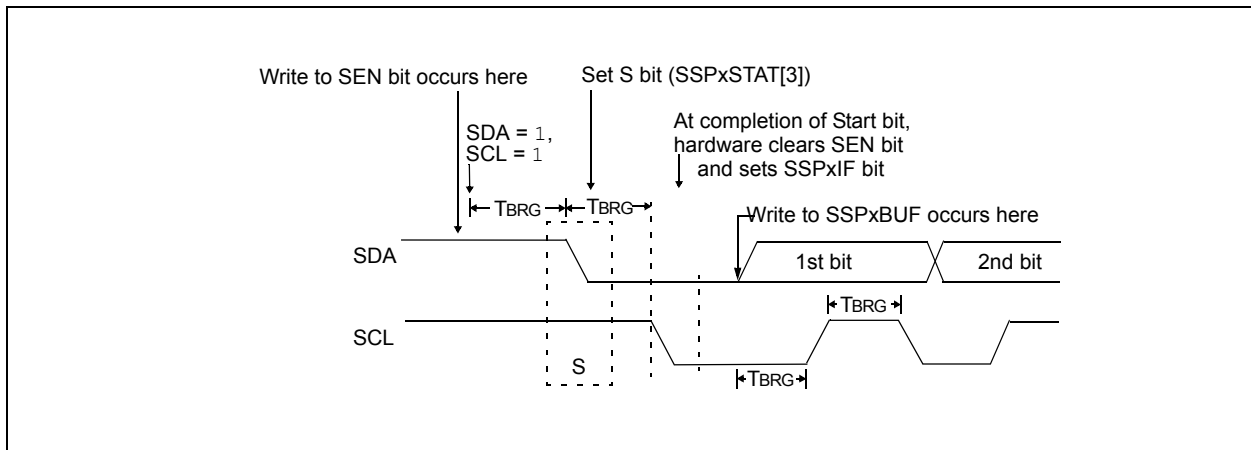 Write to SEN bit occurs here
Set S bit (SSPxSTAT[3])
SDA = 1,
SCL = 1
At completion of Start bit,
hardware clears SEN bit
and sets SSPxIF bit
TBRG
TBRG
Write to SSPxBUF occurs here
SDA
1st bit
2nd bit
TBRG
SCL
S
TBRG